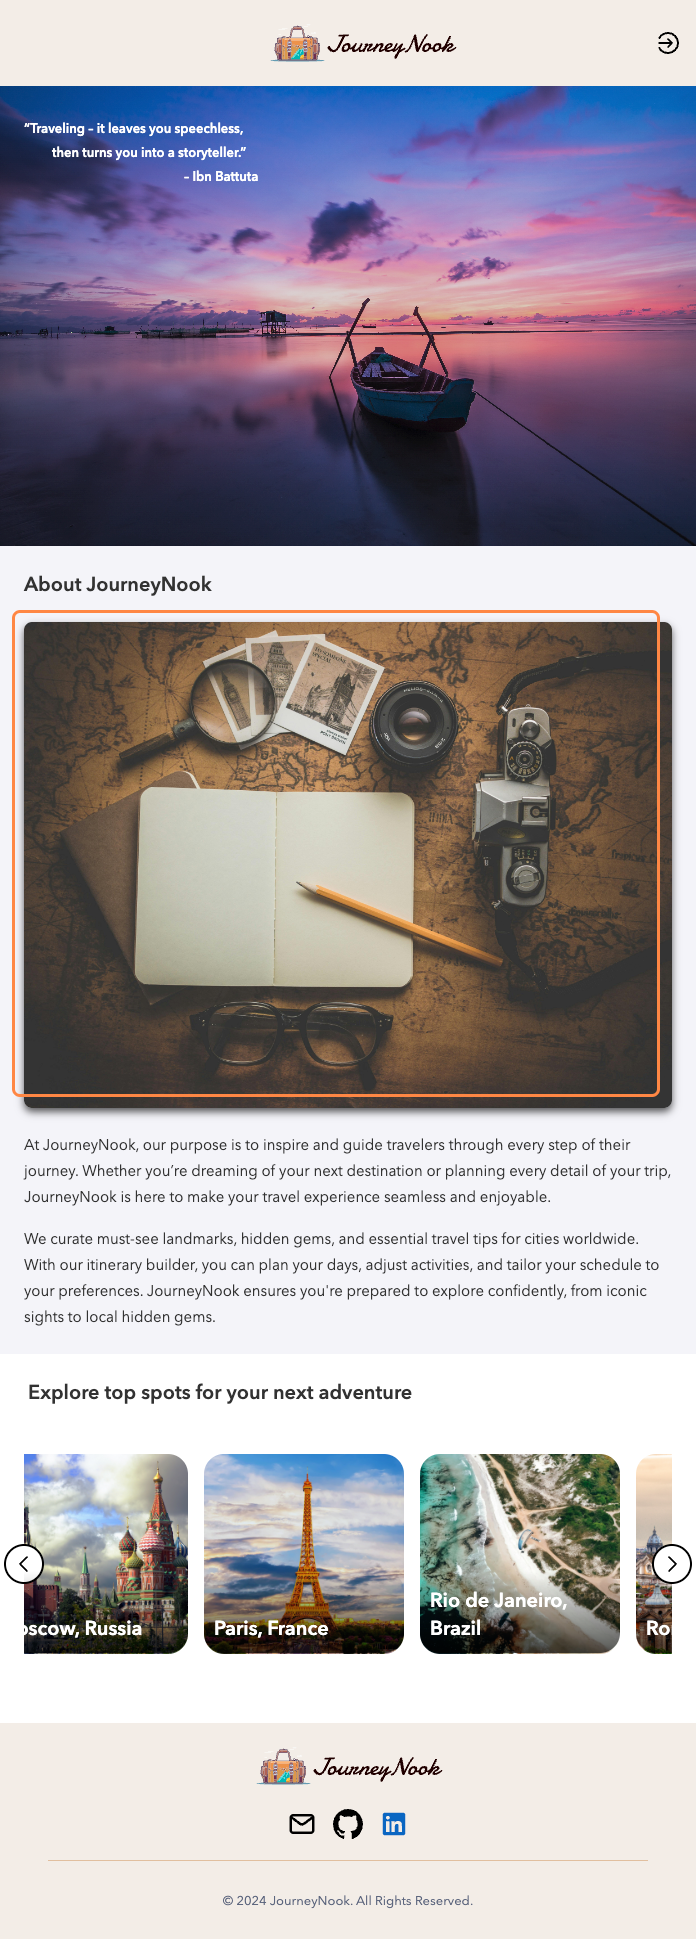 JourneyNook
“Traveling – it leaves you speechless,
then turns you into a storyteller.”
– Ibn Battuta
About JourneyNook
At JourneyNook, our purpose is to inspire and guide travelers through every step of their
journey. Whether you’re dreaming of your next destination or planning every detail of your trip,
JourneyNook is here to make your travel experience seamless and enjoyable.
We curate must-see landmarks, hidden gems, and essential travel tips for cities worldwide.
With our itinerary builder, you can plan your days, adjust activities, and tailor your schedule to
your preferences. JourneyNook ensures you're prepared to explore confidently, from iconic
sights to local hidden gems.
Explore top spots for your next adventure
oscow, Russia
Paris, France
Rio de Janeiro,
Brazil
Ro
JourneyNook
in
© 2024 JourneyNook. All Rights Reserved.